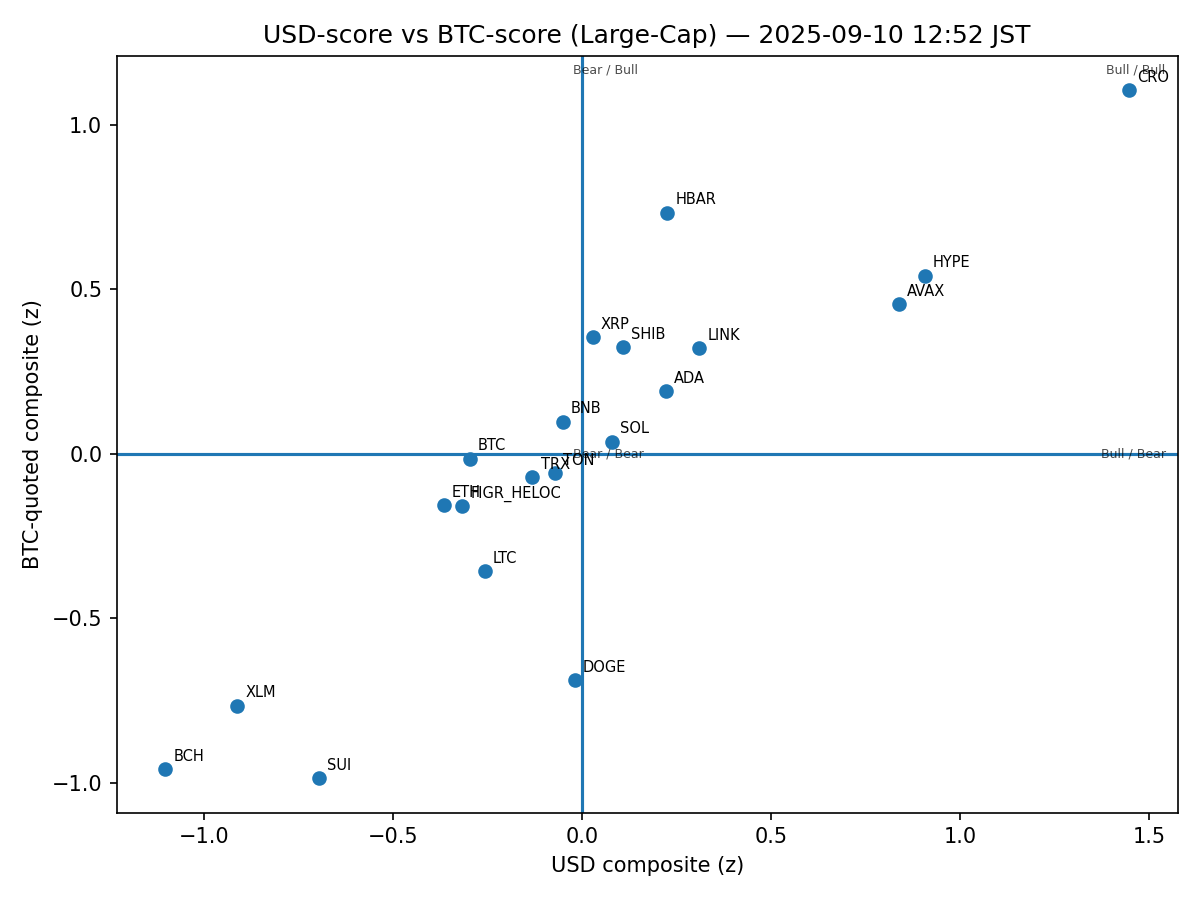 USD-score vs BTC-score (Large-Cap) — 2025-09-10 12:52 JST
Bear / Bull
Bull / Bull
CRO
1.0
HBAR
HYPE
AVAX
0.5
XRP
SHIB
LINK
ADA
BNB
SOL
BTC
0.0
Bear / Bear
Bull / Bear
TRX
TON
ETH
FIGR_HELOC
LTC
−0.5
DOGE
XLM
BCH
SUI
−1.0
BTC-quoted composite (z)
−1.0 −0.5 0.0 0.5 1.0 1.5
USD composite (z)